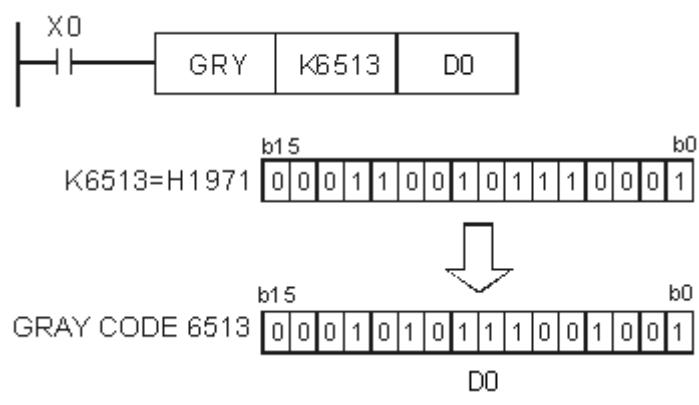 X0
GRY K6513 D0
b15 b0
K6513=H1971 0 0 0 1 1 0 0 1 0 1 1 1 0 0 0 1
b15 b0
GRAY CODE 6513 0 0 0 1 0 1 0 1 1 1 0 0 1 0 0 1
D0